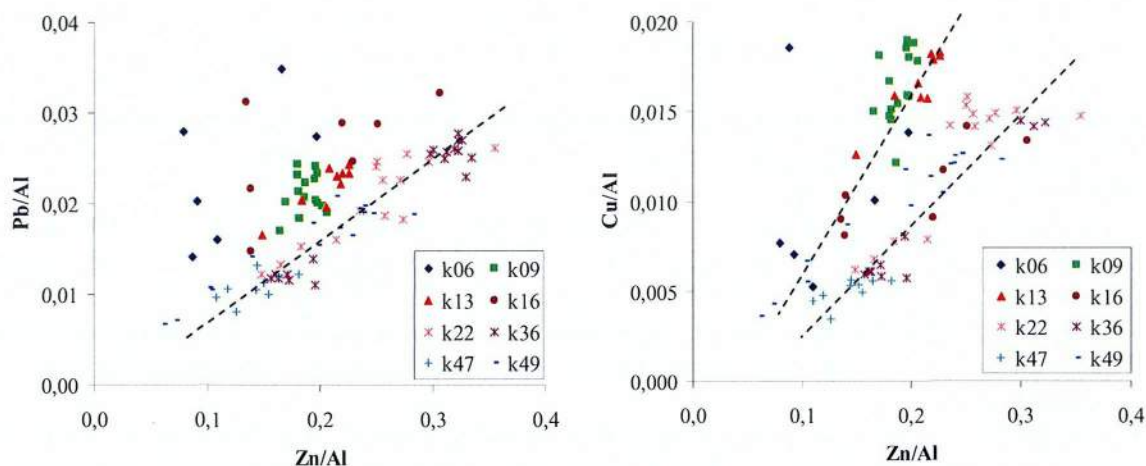 Pb/Al
0,04
0,03
0,02
0,01
0,00
0,0 0,1 0,2 0,3 0,4
Zn/Al
k06 k09
k13 k16
k22 k36
k47 k49
Cu/Al
0,020
0,015
0,010
0,005
0,000
0,0 0,1 0,2 0,3 0,4
Zn/Al
k06 k09
k13 k16
k22 k36
k47 k49